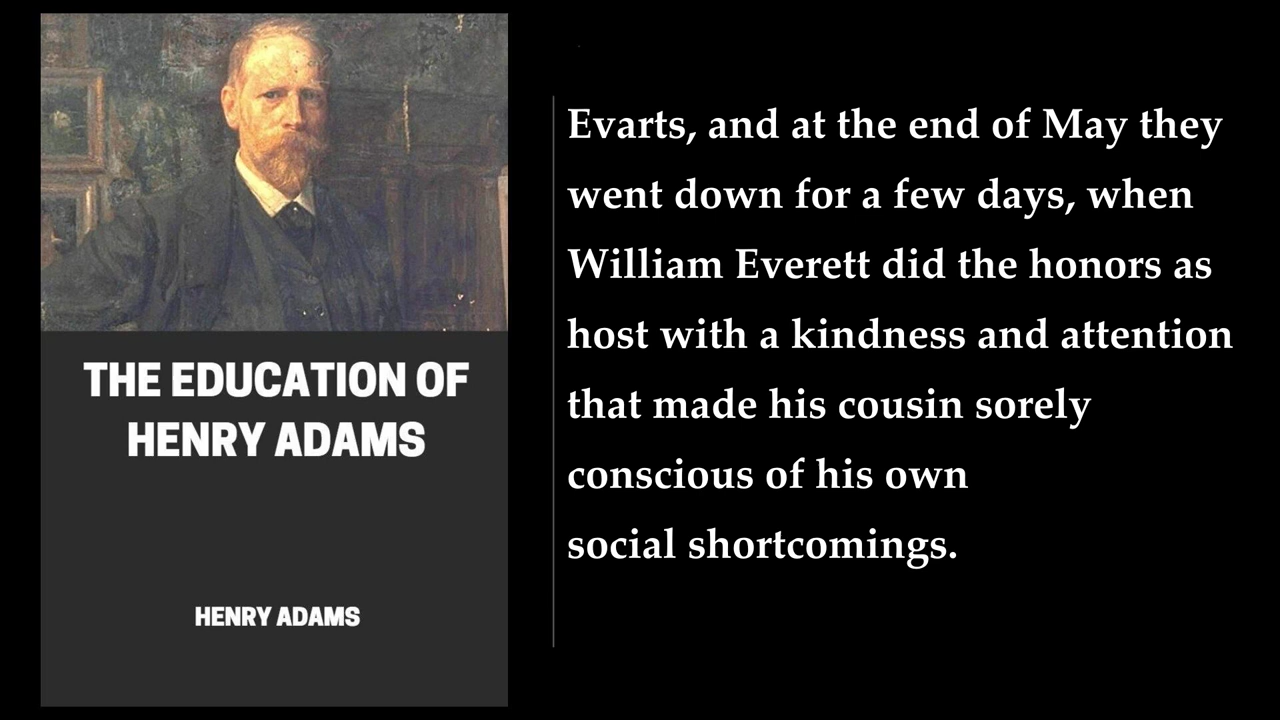 THE EDUCATION OF
HENRY ADAMS
HENRY ADAMS
Evarts, and at the end of May they
went down for a few days, when
William Everett did the honors as
host with a kindness and attention
that made his cousin sorely
conscious of his own
social shortcomings.